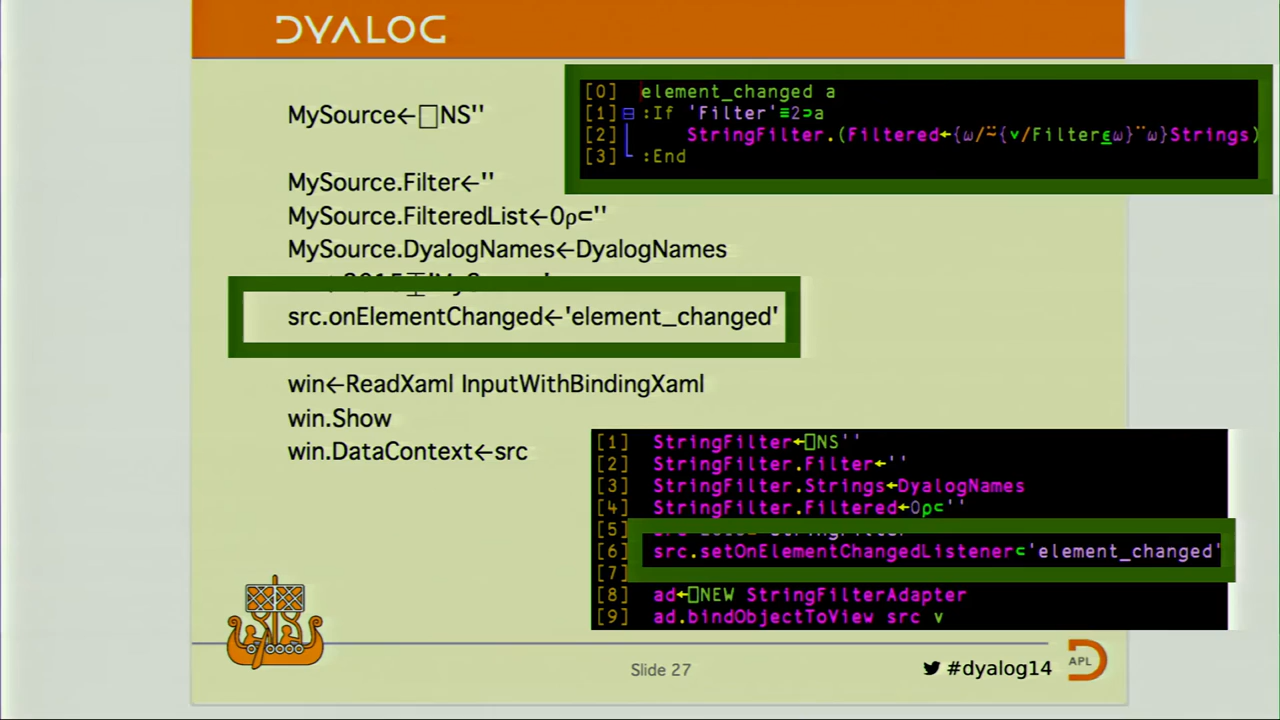 DYALOG
MySource←⎕NS''
MySource.Filter←''
MySource.FilteredList←0⍴⊂''
MySource.DyalogNames←DyalogNames
src.onElementChanged←'element_changed'
win←ReadXaml InputWithBindingXaml
win.Show
win.DataContext←src
[0] element_changed a
[1] :If 'Filter'≡2⊃a
[2] StringFilter.(Filtered←{⍵/⍨{∨/Filter⍷⍵}¨⍵}Strings)
[3] :End
[1] StringFilter←⎕NS''
[2] StringFilter.Filter←''
[3] StringFilter.Strings←DyalogNames
[4] StringFilter.Filtered←0⍴⊂''
[5]
[6] src.setOnElementChangedListener⊂'element_changed'
[7]
[8] ad←⎕NEW StringFilterAdapter
[9] ad.bindObjectToView src v
Slide 27
#dyalog14
APL